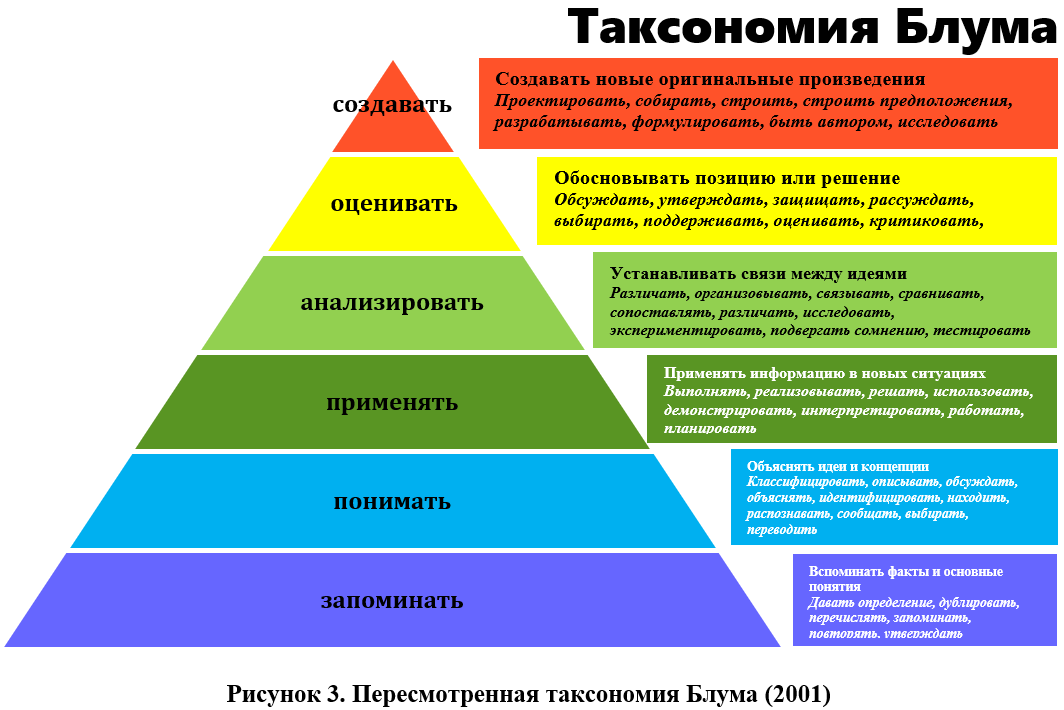 Таксономия Блума
создавать
Создавать новые оригинальные произведения
Проектировать, собирать, строить, строить предположения,
разрабатывать, формулировать, быть автором, исследовать
оценивать
Обосновывать позицию или решение
Обсуждать, утверждать, защищать, рассуждать,
выбирать, поддерживать, оценивать, критиковать,
анализировать
Устанавливать связи между идеями
Различать, организовывать, связывать, сравнивать,
сопоставлять, различать, исследовать,
экспериментировать, подвергать сомнению, тестировать
применять
Применять информацию в новых ситуациях
Выполнять, реализовывать, решать, использовать,
демонстрировать, интерпретировать, работать,
планировать
понимать
Объяснять идеи и концепции
Классифицировать, описывать, обсуждать,
объяснять, идентифицировать, находить,
распознавать, сообщать, выбирать,
переводить
запоминать
Вспоминать факты и основные
понятия
Давать определение, дублировать,
перечислять, запоминать,
повторять, утверждать
Рисунок 3. Пересмотренная таксономия Блума (2001)